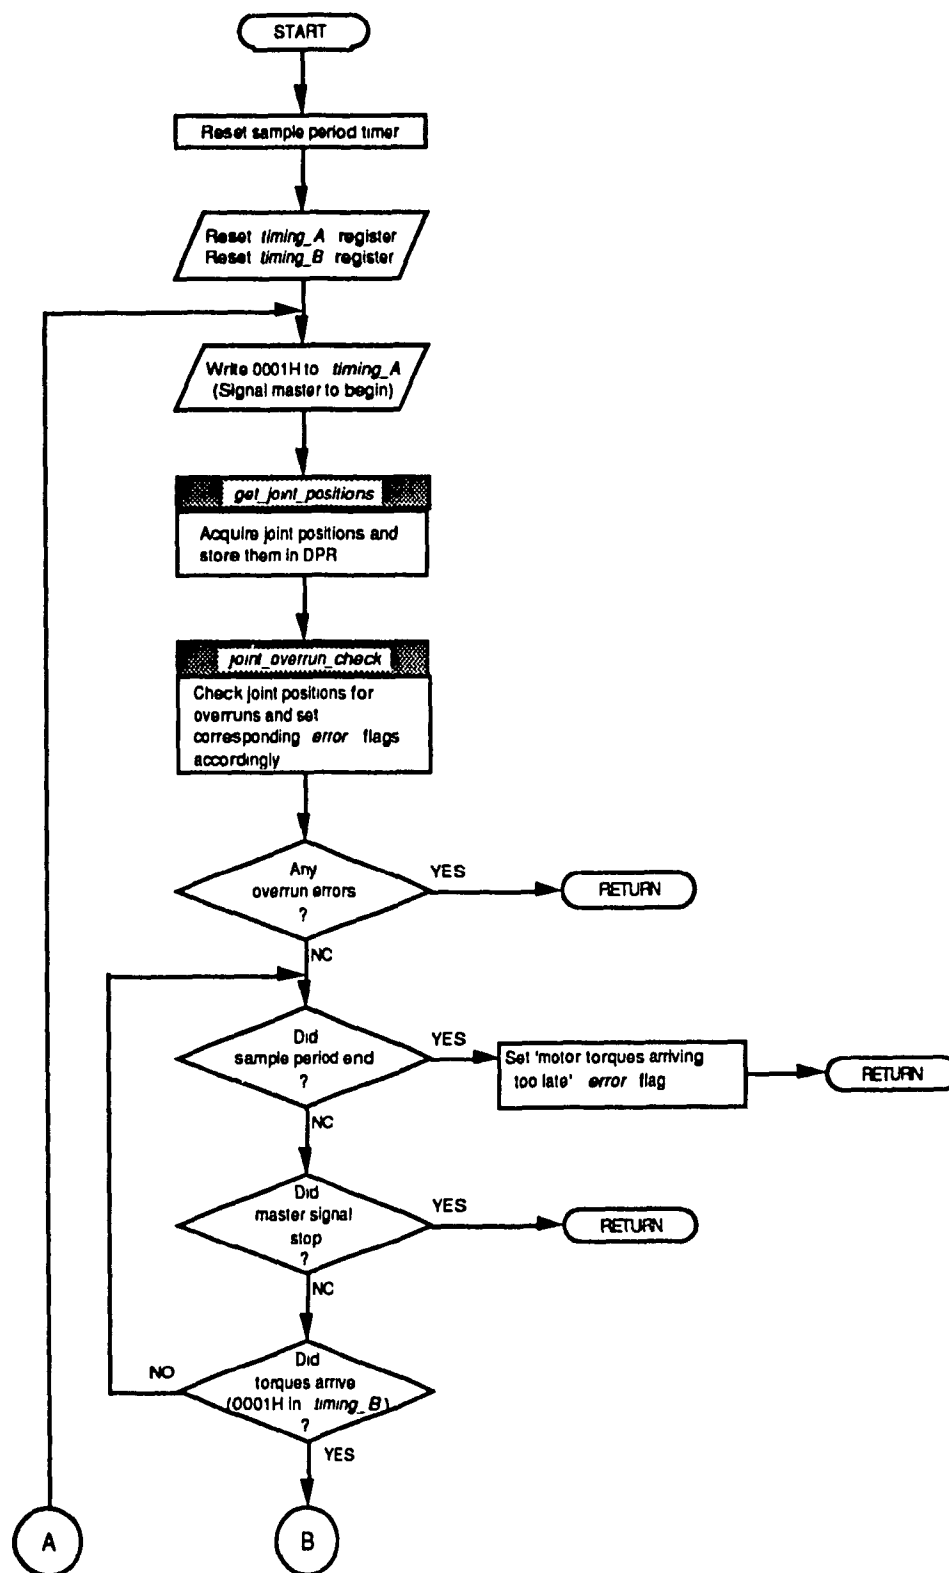 START
Reset sample period timer
Reset timing_A register
Reset timing_B register
Write 0001H to timing_A
(Signal master to begin)
get_joint_positions
Acquire joint positions and
store them in DPR
joint_overrun_check
Check joint positions for
overruns and set
corresponding error flags
accordingly
Any
overrun errors
?
YES
RETURN
NC
Did
sample period end
?
YES
Set 'motor torques arriving
too late' error flag
RETURN
NC
Did
master signal
stop
?
YES
RETURN
NC
Did
torques arrive
(0001H in timing_B)
?
NO
YES
A
B